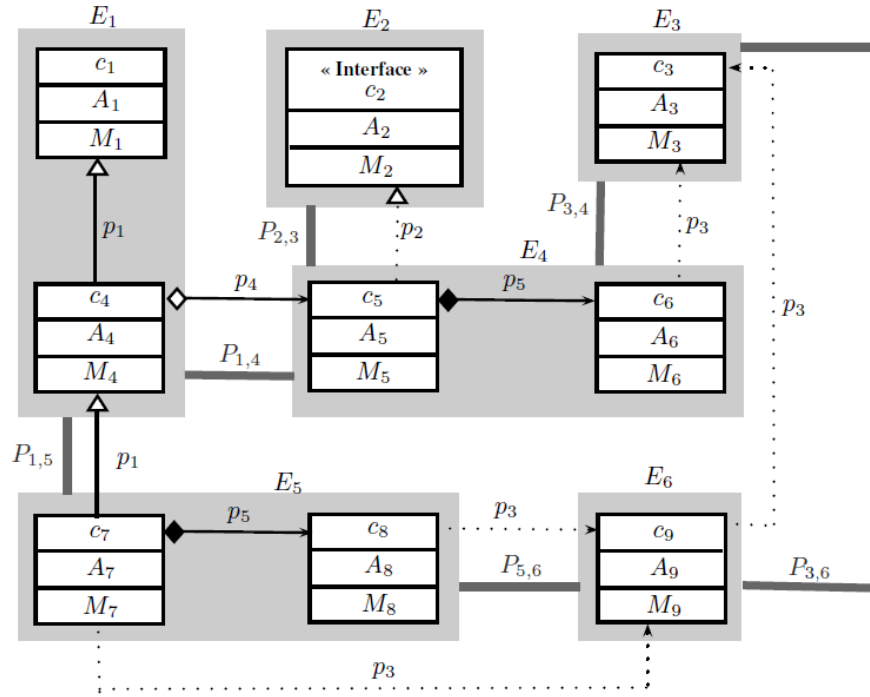 E₁
E₂
E₃
c₁
A₁
M₁
« Interface »
c₂
A₂
M₂
c₃
A₃
M₃
p₁
P₂,₃
p₂
P₃,₄
p₃
E₄
c₄
A₄
M₄
p₄
c₅
A₅
M₅
p₅
c₆
A₆
M₆
p₃
P₁,₄
P₁,₅
p₁
E₅
E₆
c₇
A₇
M₇
p₅
c₈
A₈
M₈
p₃
P₅,₆
c₉
A₉
M₉
P₃,₆
p₃